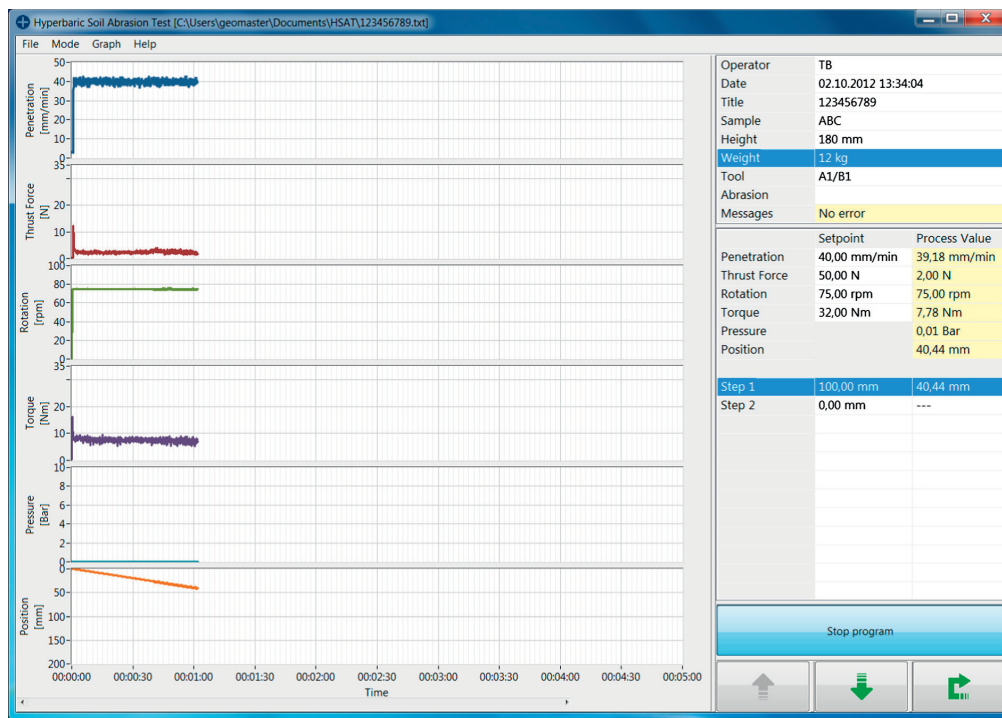 Hyperbaric Soil Abrasion Test [C:\Users\geomaster\Documents\HSAT\123456789.txt]
File Mode Graph Help
Penetration
[mm/min]
50
40
30
20
10
0
Thrust Force
[N]
35
20
10
0
Rotation
[rpm]
100
80
60
40
20
0
Torque
[Nm]
35
20
10
0
Pressure
[Bar]
10
8
6
4
2
0
Position
[mm]
0
50
100
150
200
00:00:00 00:00:30 00:01:00 00:01:30 00:02:00 00:02:30 00:03:00 00:03:30 00:04:00 00:04:30 00:05:00
Time
Operator TB
Date 02.10.2012 13:34:04
Title 123456789
Sample ABC
Height 180 mm
Weight 12 kg
Tool A1/B1
Abrasion
Messages No error
Setpoint Process Value
Penetration 40,00 mm/min 39,18 mm/min
Thrust Force 50,00 N 2,00 N
Rotation 75,00 rpm 75,00 rpm
Torque 32,00 Nm 7,78 Nm
Pressure 0,01 Bar
Position 40,44 mm
Step 1 100,00 mm 40,44 mm
Step 2 0,00 mm ---
Stop program